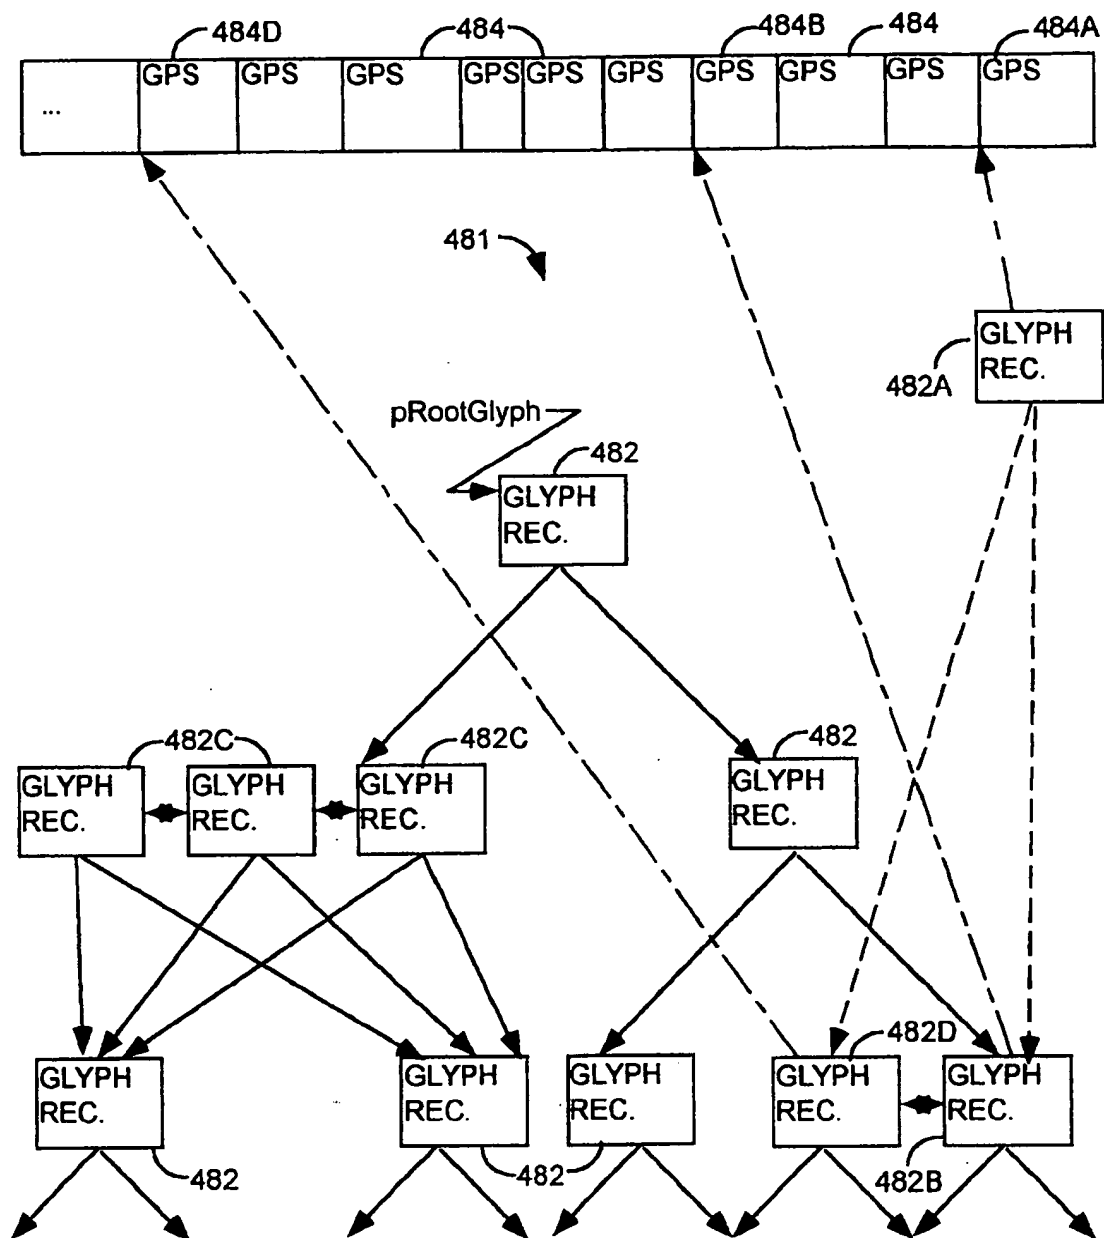 484D 484 484B 484 484A
... GPS GPS GPS GPS GPS GPS GPS GPS GPS GPS
481
GLYPH
REC.
482A
pRootGlyph
482
GLYPH
REC.
482C 482C 482
GLYPH
REC.
GLYPH
REC.
GLYPH
REC.
GLYPH
REC.
482D
GLYPH
REC.
GLYPH
REC.
GLYPH
REC.
GLYPH
REC.
GLYPH
REC.
482 482 482B